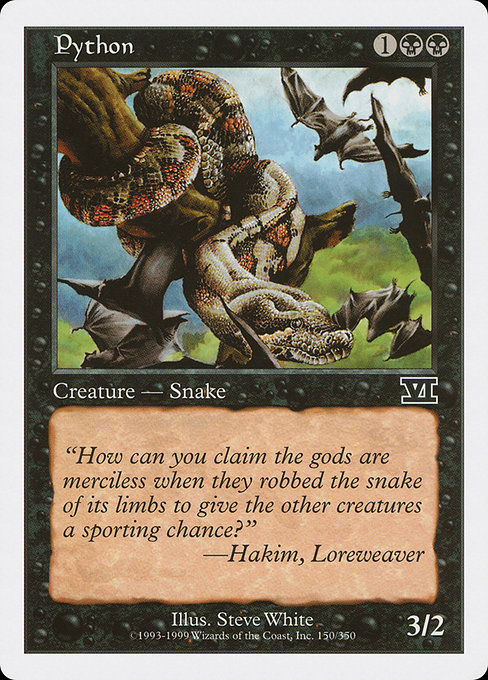 Python 1
Creature — Snake VI
“How can you claim the gods are
merciless when they robbed the snake
of its limbs to give the other creatures
a sporting chance?”
—Hakim, Loreweaver
Illus. Steve White
©1993-1999 Wizards of the Coast, Inc. 150/350
3/2